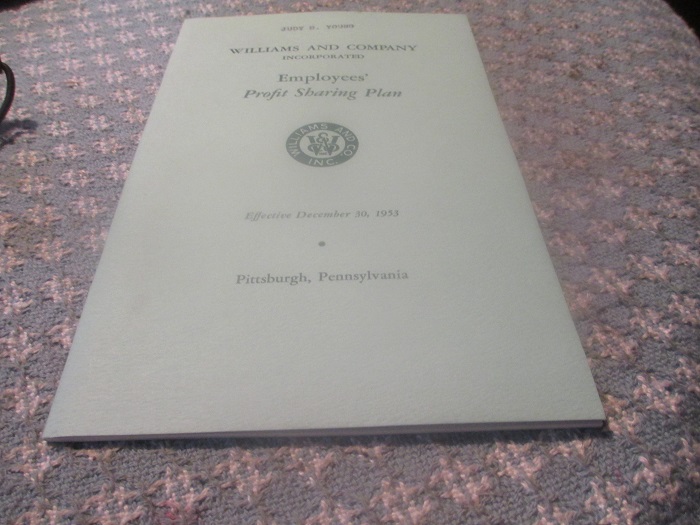 WILLIAMS AND COMPANY
INCORPORATED
Employees'
Profit Sharing Plan
WILLIAMS AND CO
INC.
Effective December 30, 1953
Pittsburgh, Pennsylvania